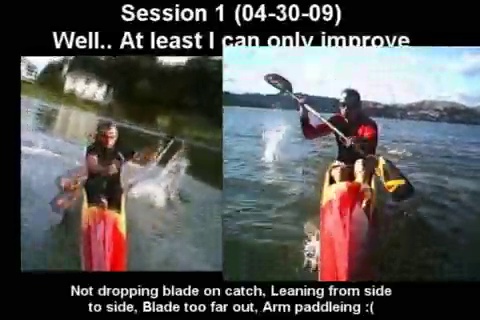 Session 1 (04-30-09)
Well.. At least I can only improve
Not dropping blade on catch, Leaning from side
to side, Blade too far out, Arm paddleing :(